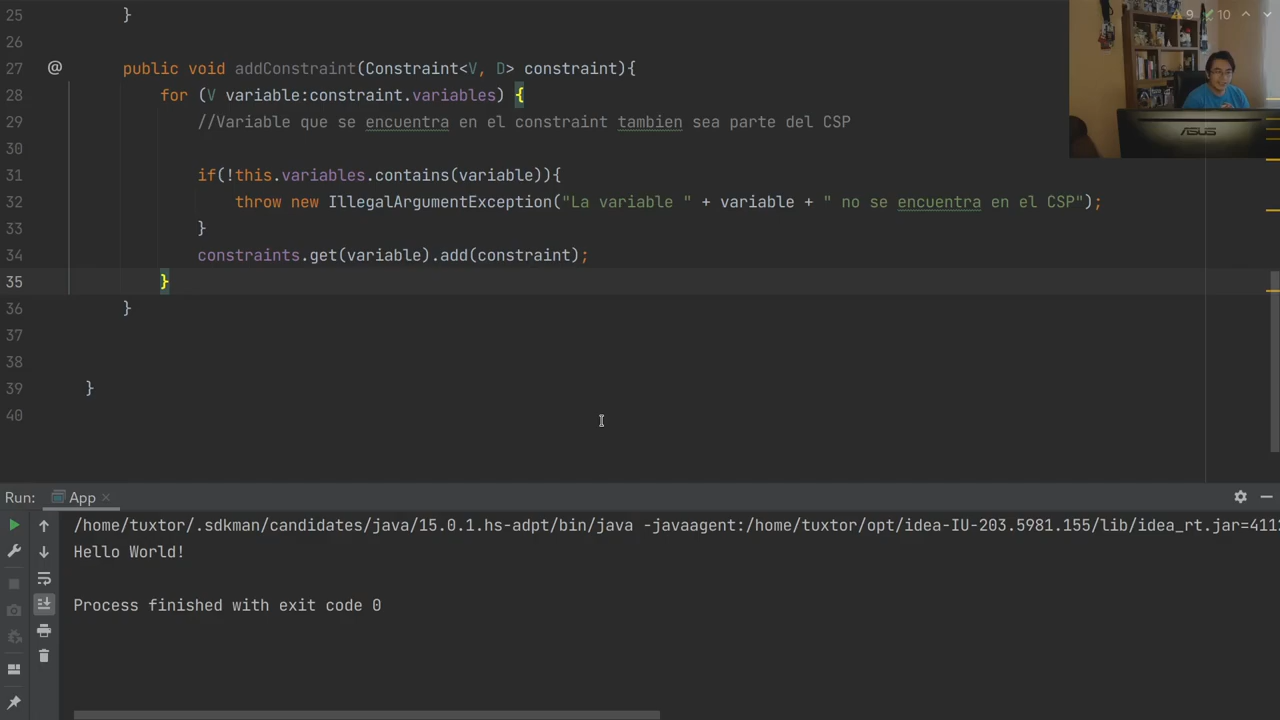 25 }
26
9 10
27 @ public void addConstraint(Constraint<V, D> constraint){
28 for (V variable:constraint.variables) {
29 //Variable que se encuentra en el constraint tambien sea parte del CSP
30
31 if(!this.variables.contains(variable)){
32 throw new IllegalArgumentException("La variable " + variable + " no se encuentra en el CSP");
33 }
34 constraints.get(variable).add(constraint);
35 }
36 }
37
38
39 }
40
ASUS
Run: App
/home/tuxtor/.sdkman/candidates/java/15.0.1.hs-adpt/bin/java -javaagent:/home/tuxtor/opt/idea-IU-203.5981.155/lib/idea_rt.jar=4112
Hello World!
Process finished with exit code 0